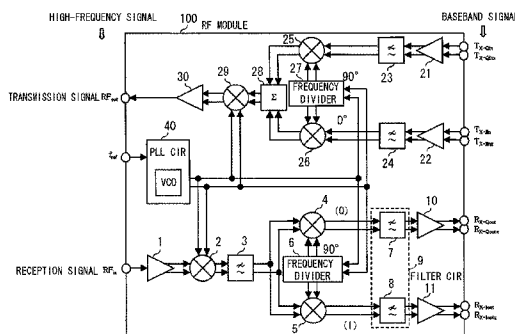 HIGH-FREQUENCY SIGNAL
100
RF MODULE
BASEBAND SIGNAL
25
27
90°
23
21
30
29
28
Σ
FREQUENCY
DIVIDER
TRANSMISSION SIGNAL RFout
0°
40
PLL CIR
VCO
26
24
22
4
(Q)
10
RX-Qout
1
2
3
6
90°
7
FREQUENCY
DIVIDER
9
RECEPTION SIGNAL RFin
8
FILTER CIR
11
5
(I)